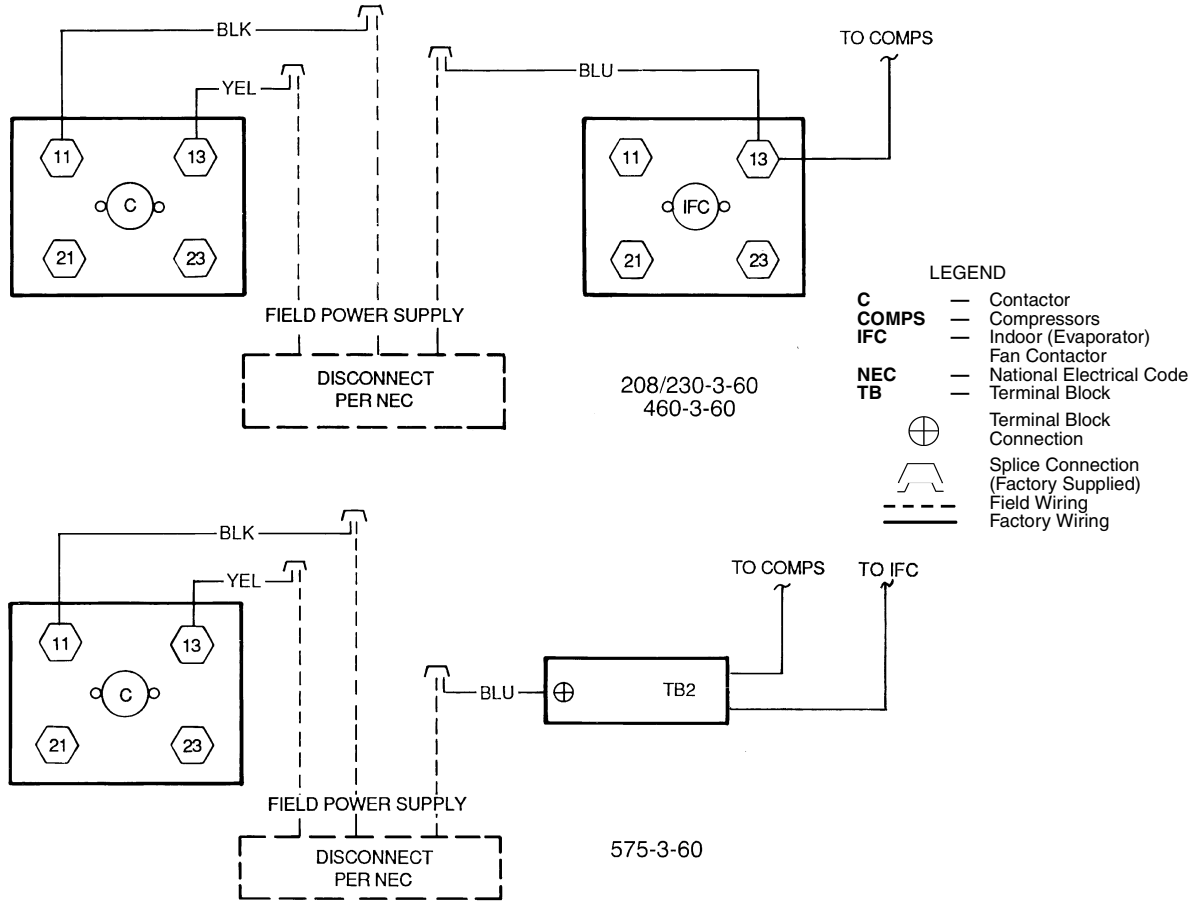 BLK
YEL
BLU
TO COMPS
11
13
C
21
23
11
13
IFC
21
23
FIELD POWER SUPPLY
DISCONNECT
PER NEC
208/230-3-60
460-3-60
LEGEND
C — Contactor
COMPS — Compressors
IFC — Indoor (Evaporator)
Fan Contactor
NEC — National Electrical Code
TB — Terminal Block
Terminal Block
Connection
Splice Connection
(Factory Supplied)
Field Wiring
Factory Wiring
BLK
YEL
TO COMPS
TO IFC
11
13
C
21
23
BLU
TB2
FIELD POWER SUPPLY
DISCONNECT
PER NEC
575-3-60